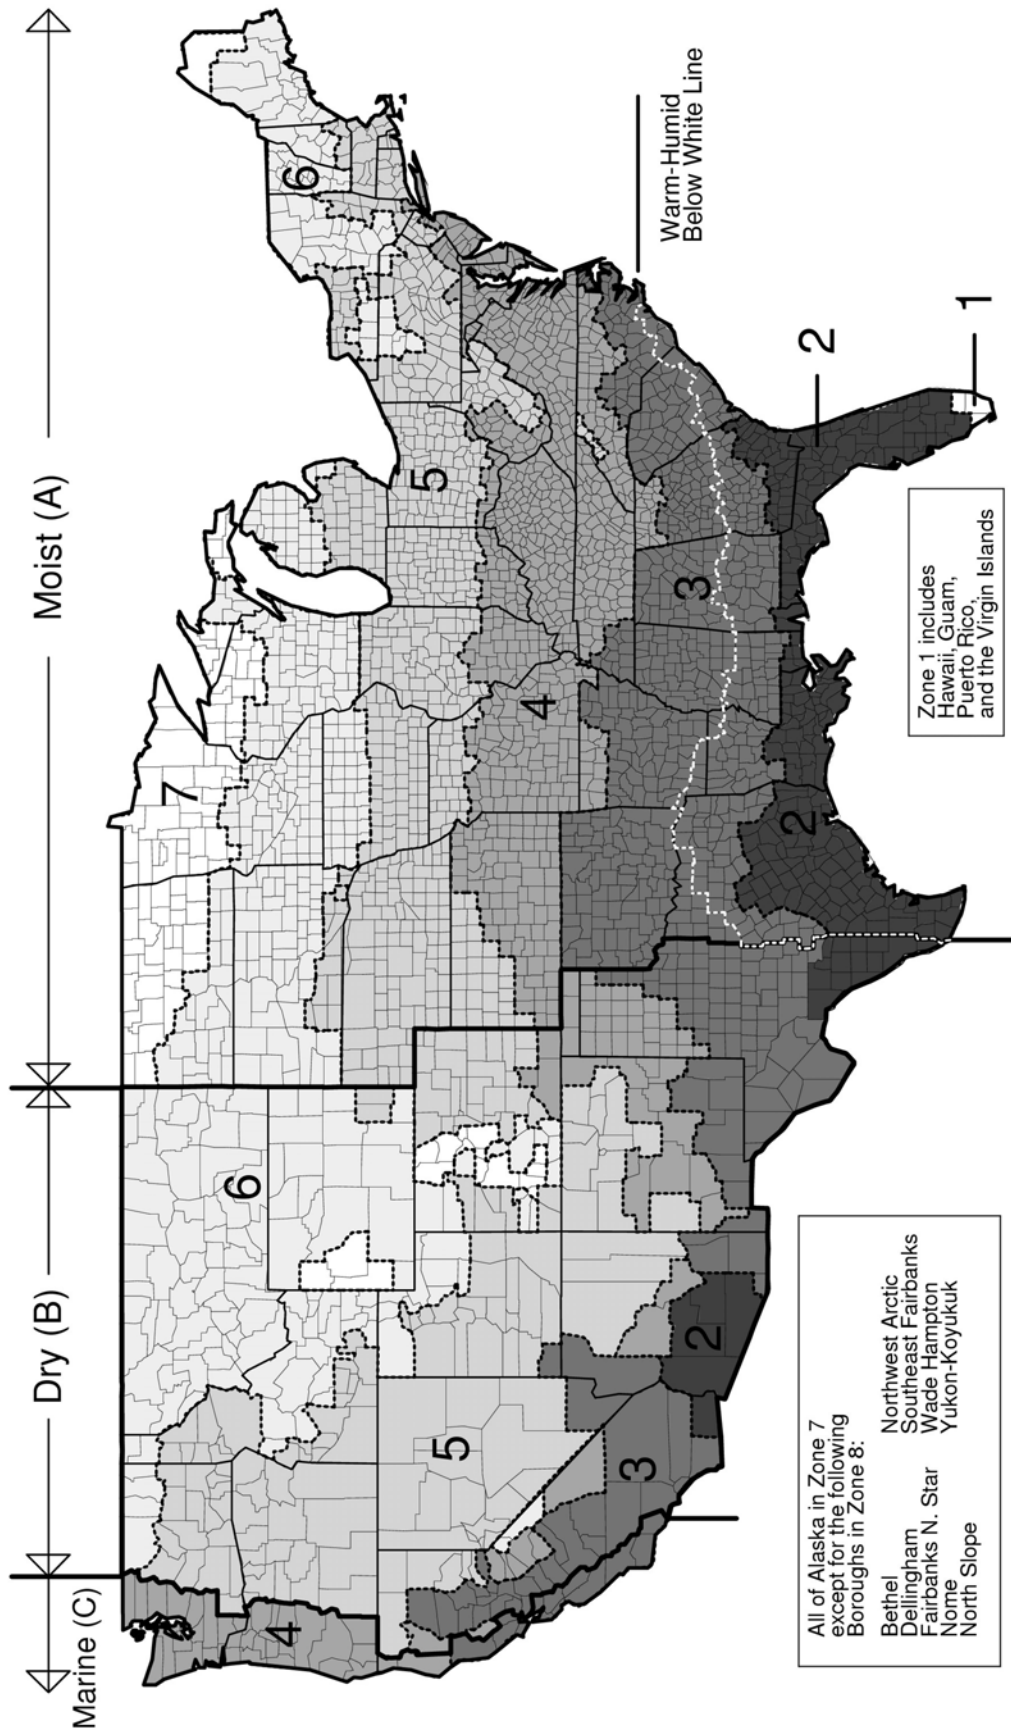 Marine (C)
Dry (B)
Moist (A)
7
6
6
5
4
5
4
3
3
2
2
2
1
Warm-Humid
Below White Line
All of Alaska in Zone 7
except for the following
Boroughs in Zone 8:
Bethel
Dellingham
Fairbanks N. Star
Nome
North Slope
Northwest Arctic
Southeast Fairbanks
Wade Hampton
Yukon-Koyukuk
Zone 1 includes
Hawaii, Guam,
Puerto Rico,
and the Virgin Islands